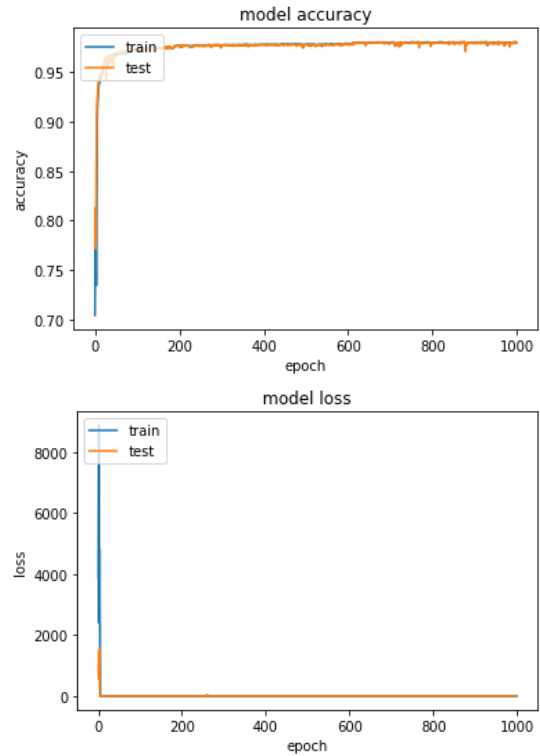 model accuracy
train
test
0.95
0.90
0.85
0.80
0.75
0.70
accuracy
0 200 400 600 800 1000
epoch
model loss
train
test
8000
6000
4000
2000
0
loss
0 200 400 600 800 1000
epoch